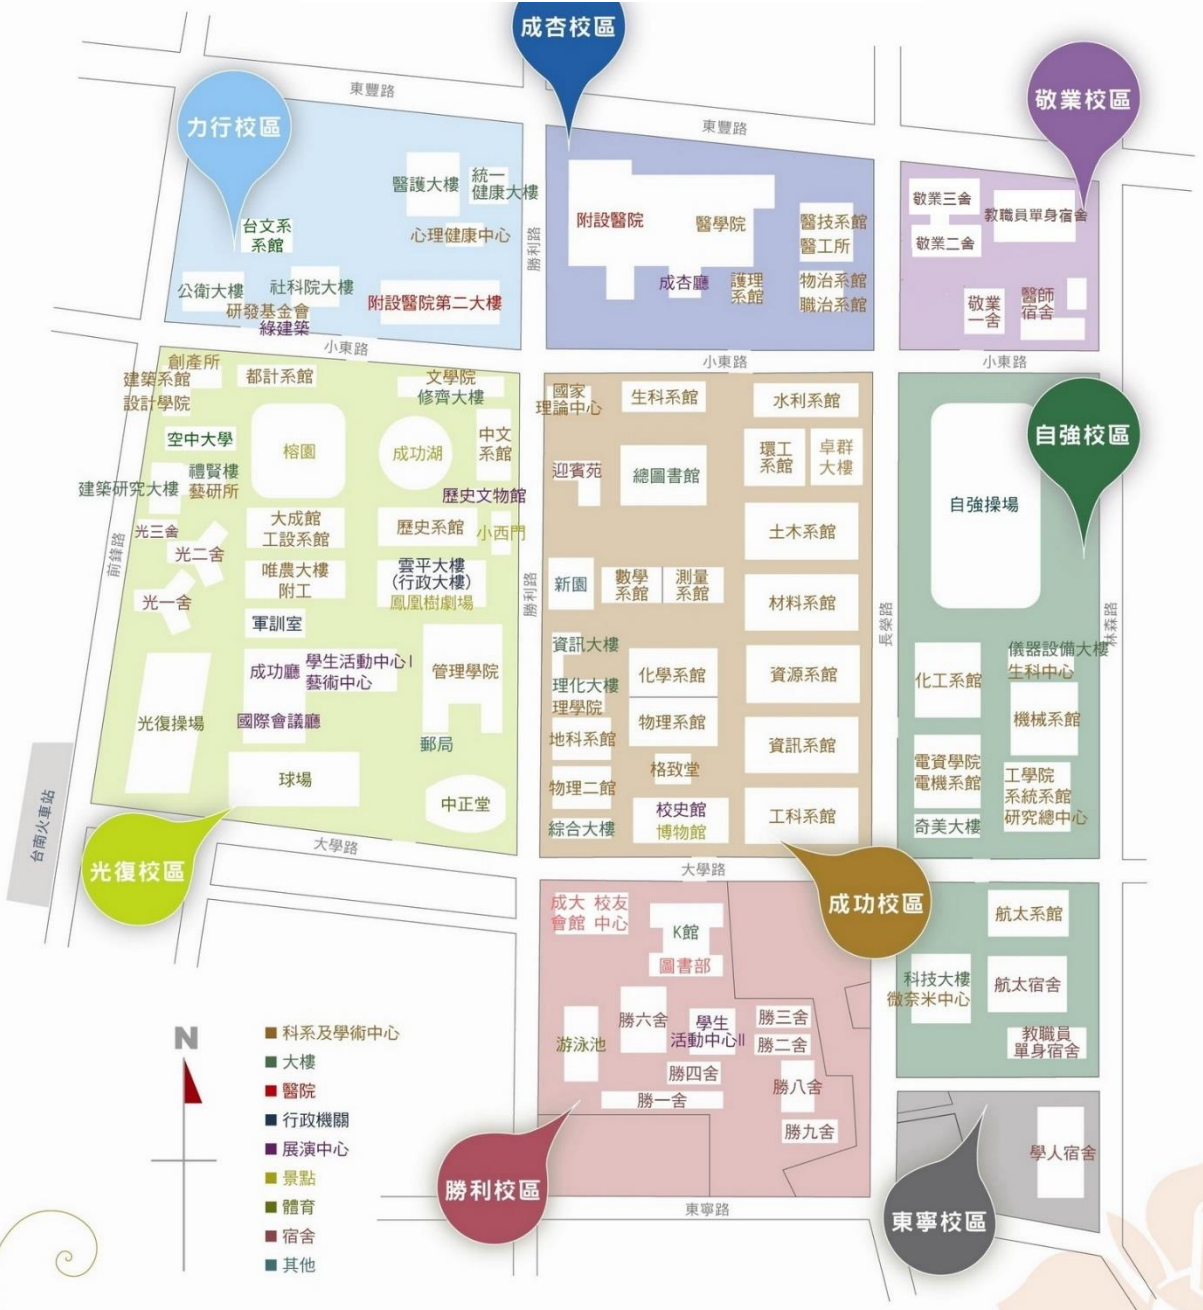 成杏校區
東豐路
力行校區
敬業校區
東豐路
醫護大樓
統一
健康大樓
心理健康中心
台文系
系館
公衛大樓
社科院大樓
研發基金會
綠建築
附設醫院第二大樓
勝利路
附設醫院
醫學院
醫技系館
醫工所
成杏廳
護理
系館
物治系館
職治系館
敬業三舍
教職員單身宿舍
敬業二舍
敬業
一舍
醫師
宿舍
小東路
小東路
小東路
創產所
建築系館
設計學院
都計系館
文學院
修齊大樓
空中大學
榕園
成功湖
中文
系館
禮賢樓
藝研所
建築研究大樓
歷史文物館
光三舍
光二舍
大成館
工設系館
歷史系館
小西門
前鋒路
唯農大樓
附工
雲平大樓
(行政大樓)
鳳凰樹劇場
光一舍
軍訓室
成功廳
學生活動中心I
藝術中心
管理學院
光復操場
國際會議廳
郵局
球場
中正堂
台南火車站
光復校區
大學路
勝利路
國家
理論中心
生科系館
水利系館
迎賓苑
總圖書館
環工
系館
卓群
大樓
土木系館
新園
數學
系館
測量
系館
材料系館
資訊大樓
化學系館
資源系館
理化大樓
理學院
物理系館
地科系館
資訊系館
格致堂
物理二館
校史館
博物館
工科系館
綜合大樓
大學路
成功校區
長榮路
自強校區
自強操場
林森路
儀器設備大樓
生科中心
化工系館
機械系館
電資學院
電機系館
工學院
系統系館
研究總中心
奇美大樓
成大
會館
校友
中心
K館
圖書部
航太系館
科技大樓
微奈米中心
航太宿舍
教職員
單身宿舍
游泳池
勝六舍
學生
活動中心II
勝三舍
勝二舍
勝四舍
勝一舍
勝八舍
勝九舍
勝利校區
東寧路
東寧校區
學人宿舍
N
科系及學術中心
大樓
醫院
行政機關
展演中心
景點
體育
宿舍
其他